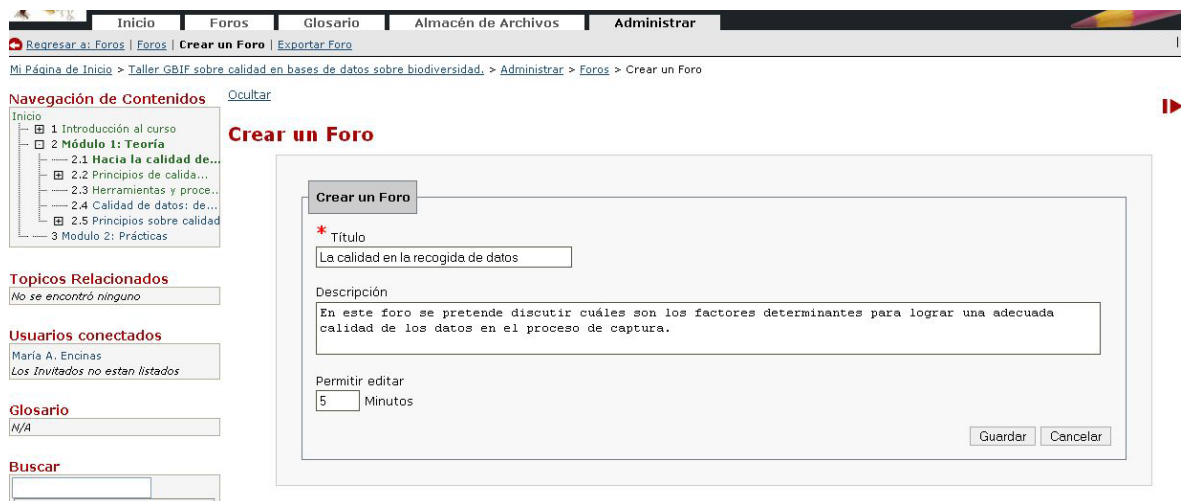 Inicio Foros Glosario Almacén de Archivos Administrar
Regresar a: Foros | Foros | Crear un Foro | Exportar Foro
Mi Página de Inicio > Taller GBIF sobre calidad en bases de datos sobre biodiversidad. > Administrar > Foros > Crear un Foro
Navegación de Contenidos
Inicio
1 Introducción al curso
2 Módulo 1: Teoría
2.1 Hacia la calidad de...
2.2 Principios de calida...
2.3 Herramientas y proce..
2.4 Calidad de datos: de...
2.5 Principios sobre calidad
3 Modulo 2: Prácticas
Topicos Relacionados
No se encontró ninguno
Usuarios conectados
María A. Encinas
Los Invitados no estan listados
Glosario
N/A
Buscar
Ocultar
Crear un Foro
Crear un Foro
* Título
La calidad en la recogida de datos
Descripción
En este foro se pretende discutir cuáles son los factores determinantes para lograr una adecuada
calidad de los datos en el proceso de captura.
Permitir editar
5 Minutos
Guardar Cancelar